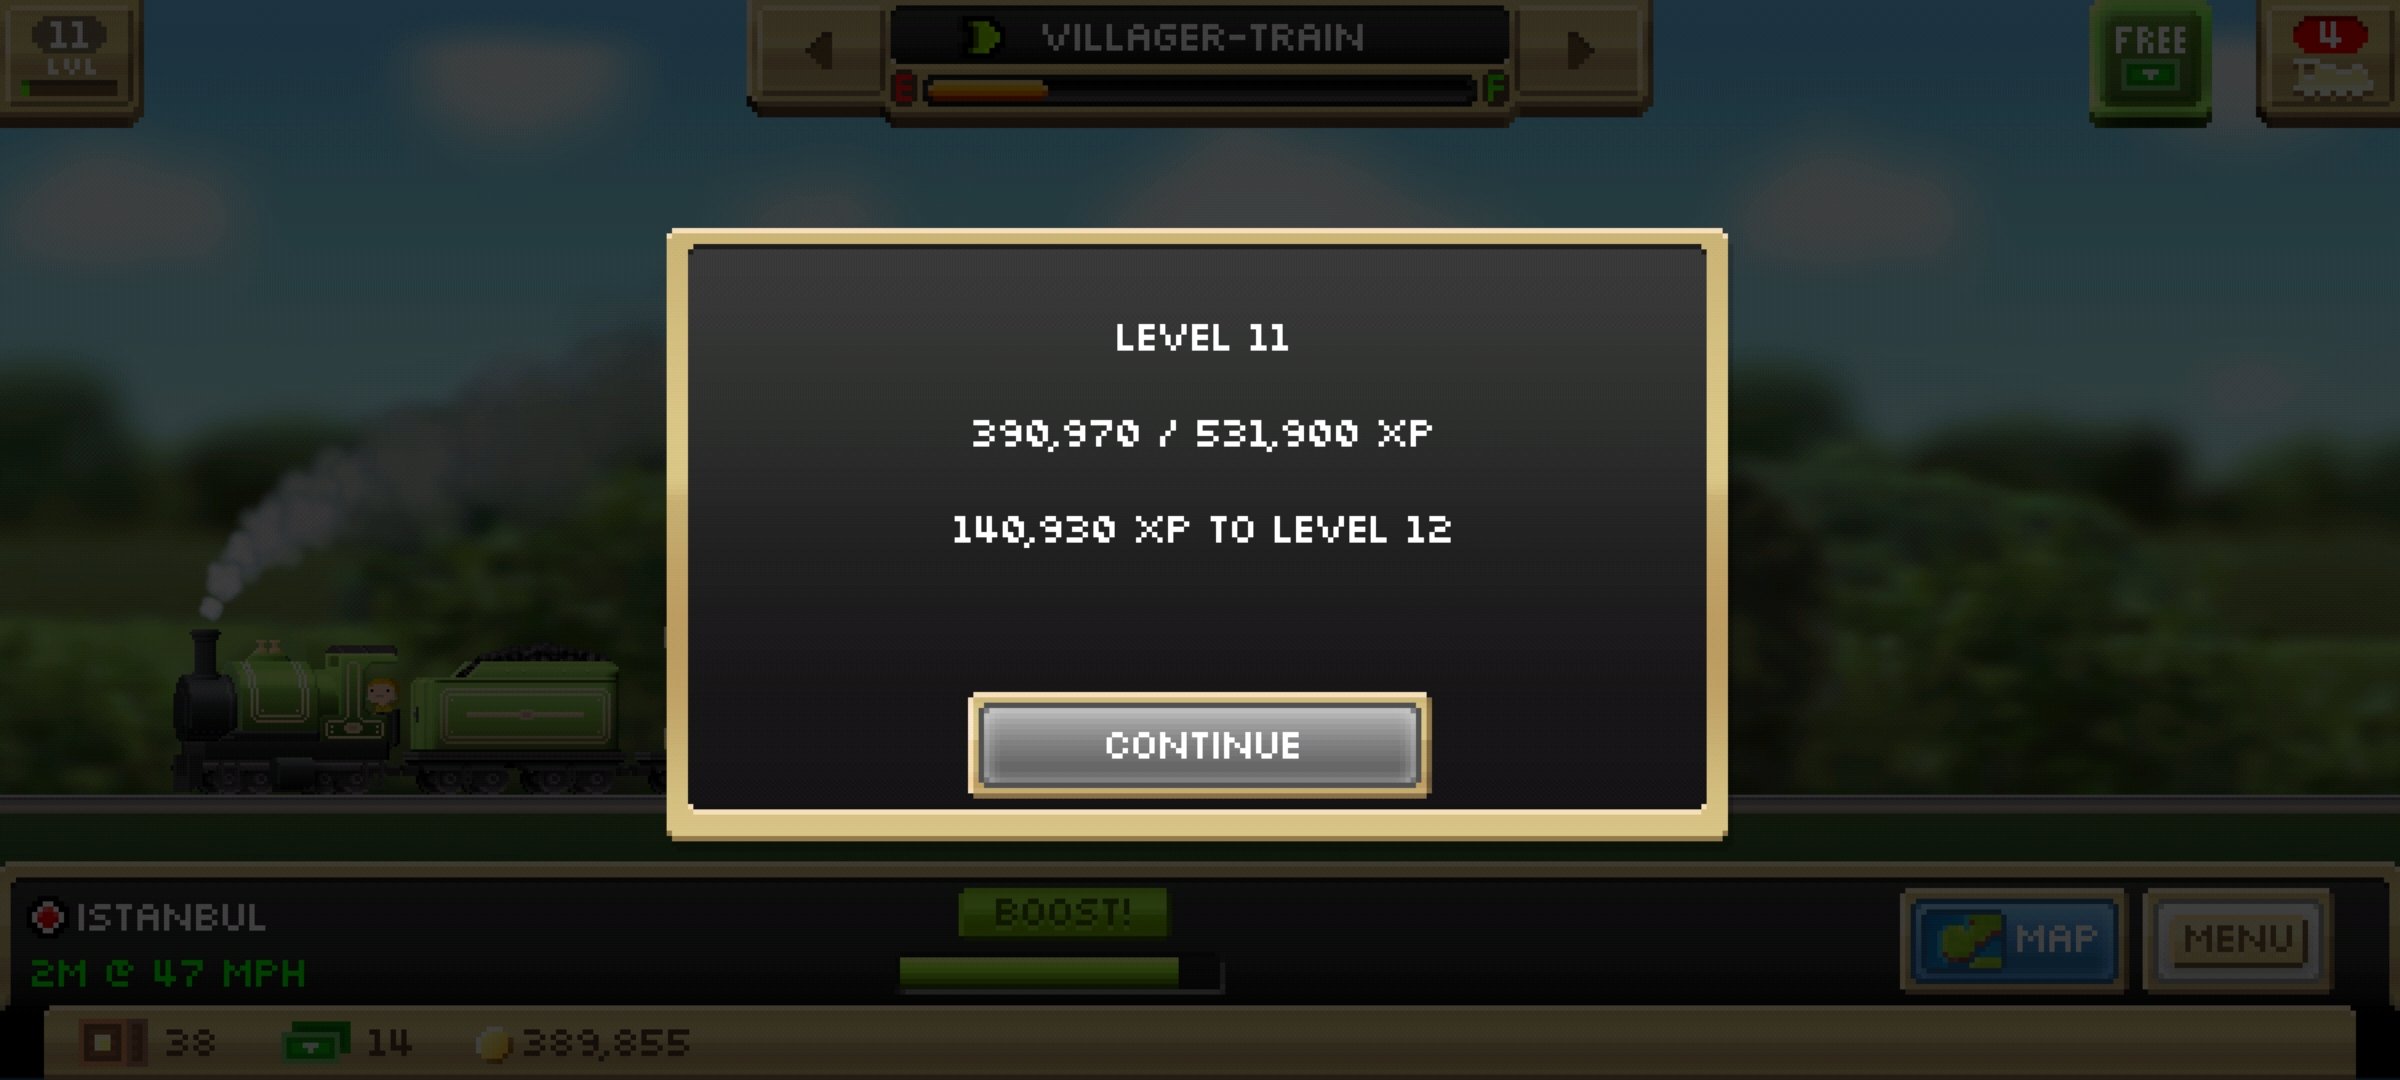 11
LVL
VILLAGER-TRAIN
E
F
FREE
4
LEVEL 11
390,970 / 531,900 XP
140,930 XP TO LEVEL 12
CONTINUE
ISTANBUL
2M @ 47 MPH
BOOST!
MAP
MENU
38
14
389,855